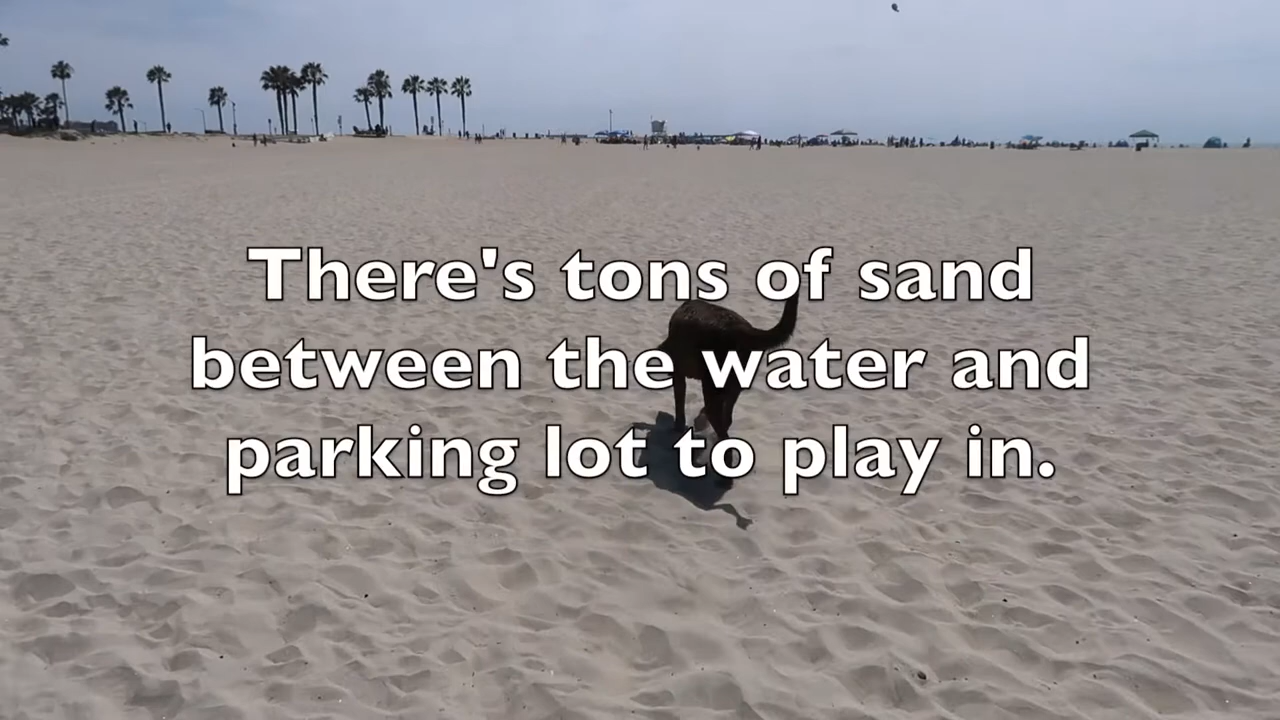 There's tons of sand
between the water and
parking lot to play in.